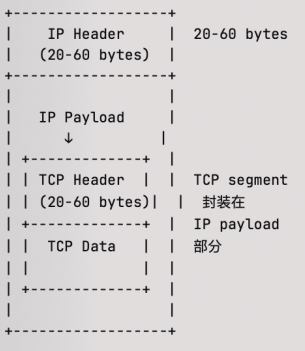 IP Header 20-60 bytes
(20-60 bytes)
IP Payload
↓
TCP Header TCP segment
(20-60 bytes) 封装在
IP payload
TCP Data 部分